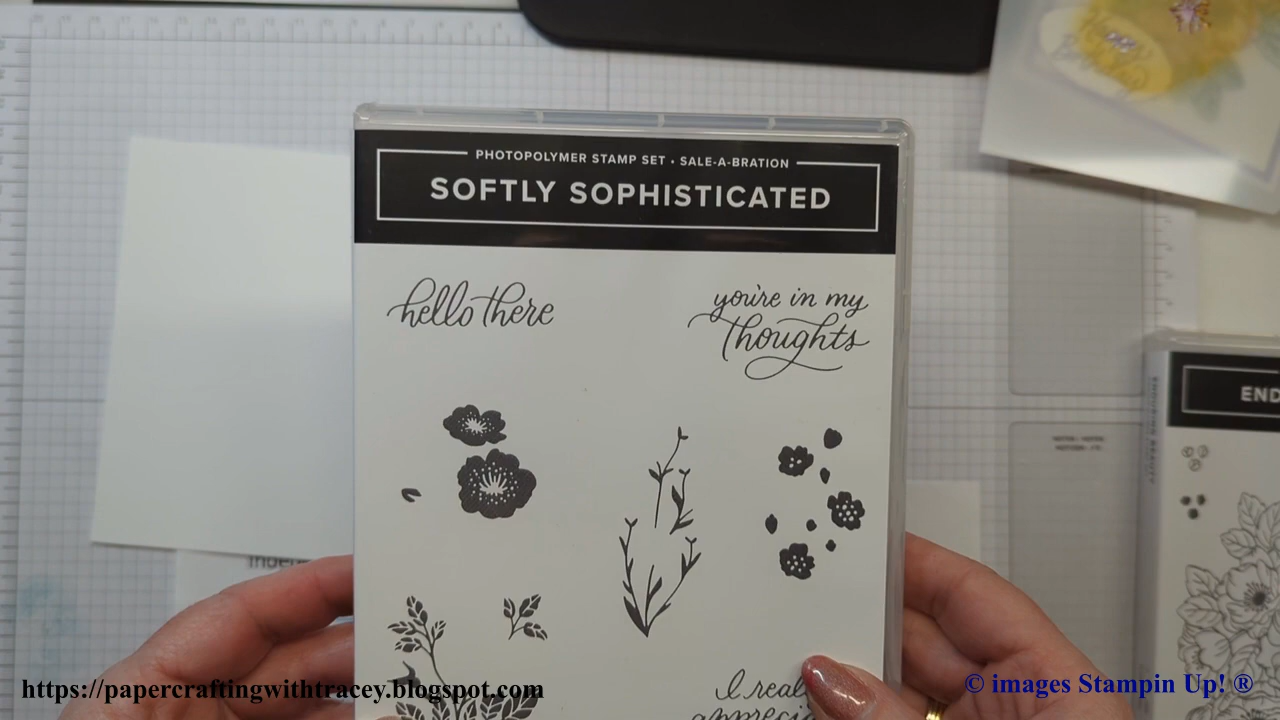 PHOTOPOLYMER STAMP SET • SALE-A-BRATION
SOFTLY SOPHISTICATED
hello there
you're in my
thoughts
END
https://papercraftingwithtracey.blogspot.com
© images Stampin Up! ®